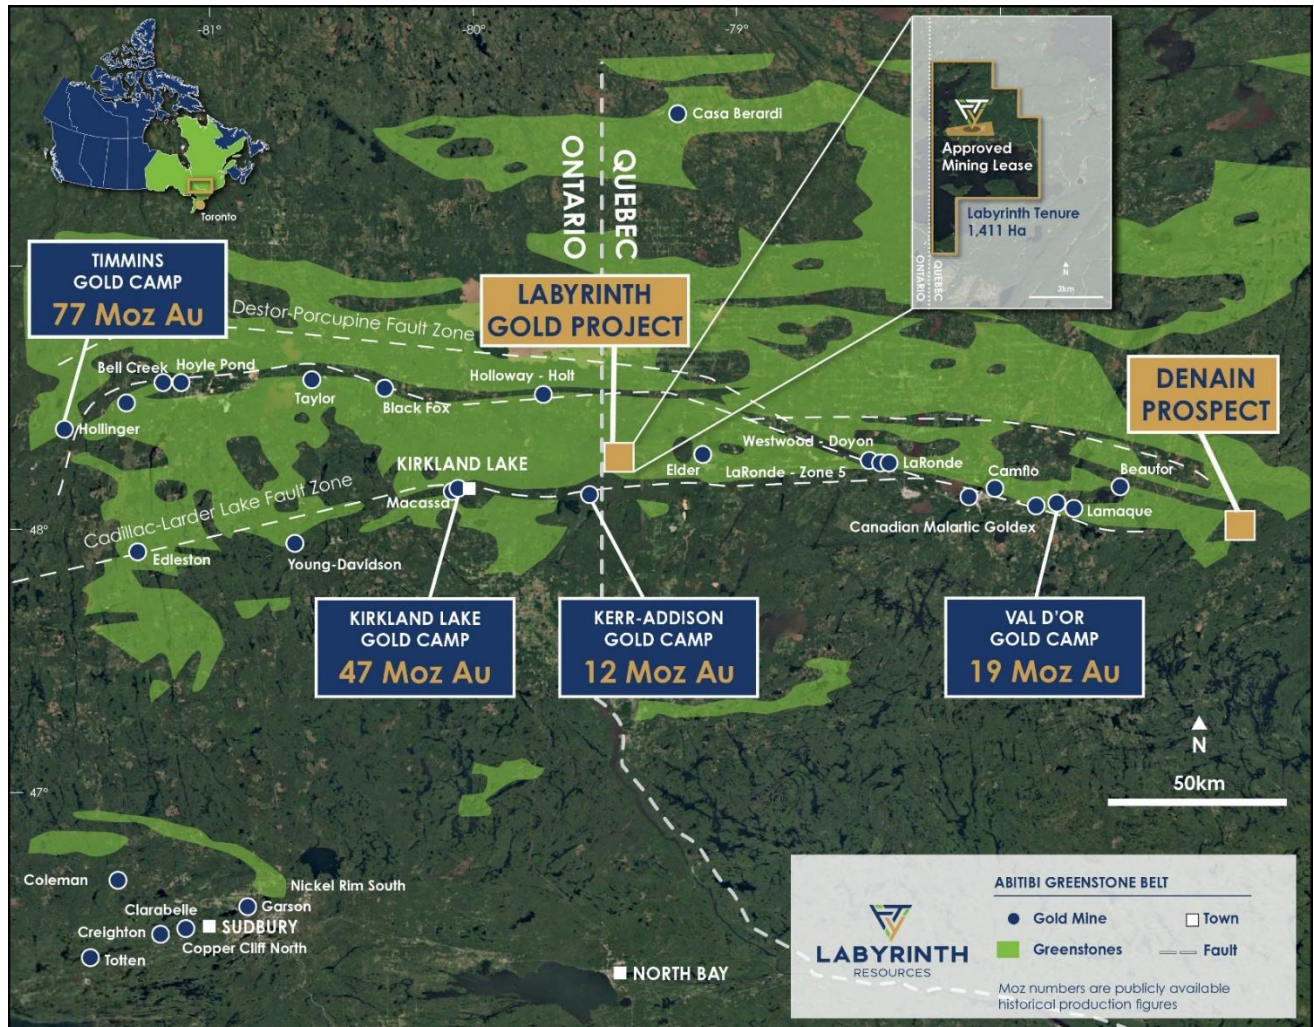 -81°
-80°
-79°
Toronto
Casa Berardi
ONTARIO
QUEBEC
Approved
Mining Lease
Labyrinth Tenure
1,411 Ha
ONTARIO
QUEBEC
N
2km
TIMMINS
GOLD CAMP
77 Moz Au
LABYRINTH
GOLD PROJECT
DENAIN
PROSPECT
Destor-Porcupine Fault Zone
Bell Creek
Hoyle Pond
Taylor
Black Fox
Holloway - Holt
Hollinger
KIRKLAND LAKE
Macassa
Elder
Westwood - Doyon
LaRonde
LaRonde - Zone 5
Camflo
Beaufor
Lamaque
Canadian Malartic Goldex
Cadillac-Larder Lake Fault Zone
48°
Edleston
Young-Davidson
KIRKLAND LAKE
GOLD CAMP
47 Moz Au
KERR-ADDISON
GOLD CAMP
12 Moz Au
VAL D'OR
GOLD CAMP
19 Moz Au
N
50km
47°
Coleman
Nickel Rim South
Garson
Clarabelle
SUDBURY
Creighton
Copper Cliff North
Totten
NORTH BAY
LABYRINTH
RESOURCES
ABITIBI GREENSTONE BELT
Gold Mine
Town
Greenstones
Fault
Moz numbers are publicly available
historical production figures